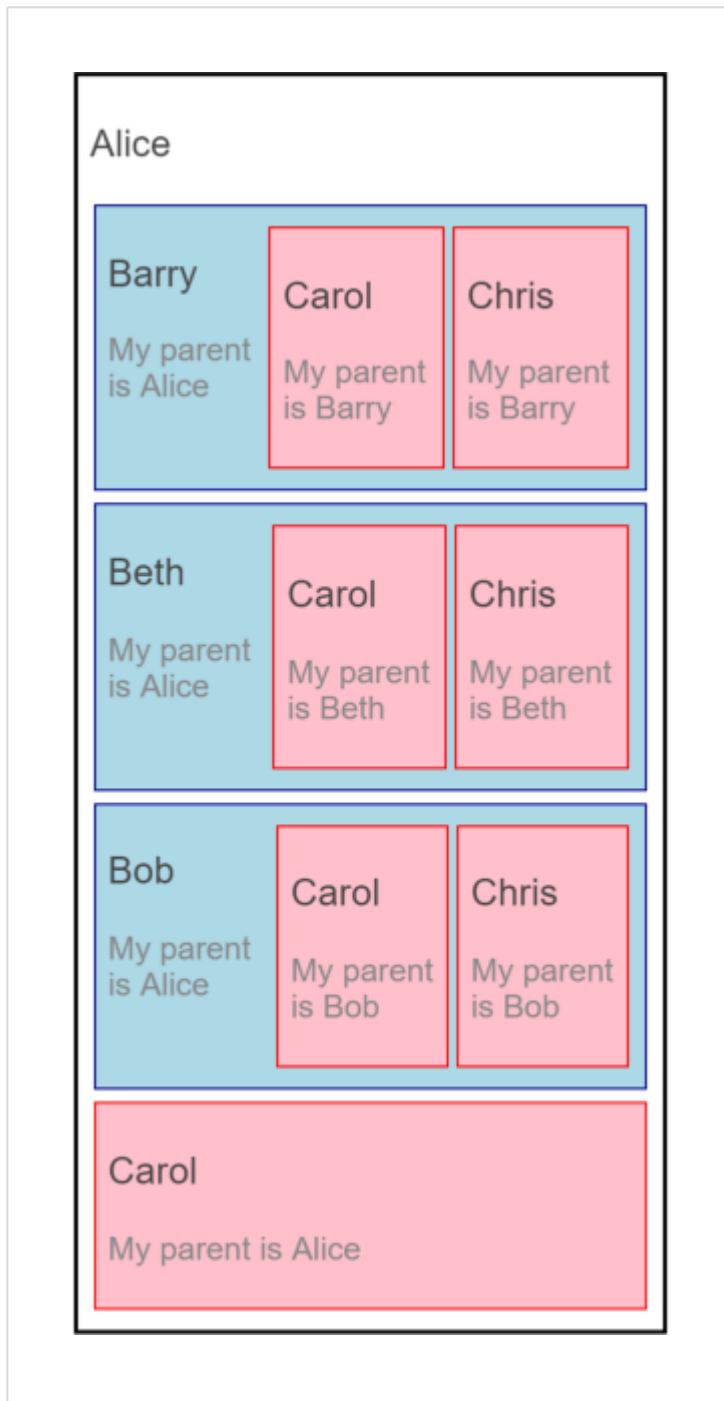 Alice
Barry
My parent
is Alice
Carol
My parent
is Barry
Chris
My parent
is Barry
Beth
My parent
is Alice
Carol
My parent
is Beth
Chris
My parent
is Beth
Bob
My parent
is Alice
Carol
My parent
is Bob
Chris
My parent
is Bob
Carol
My parent is Alice